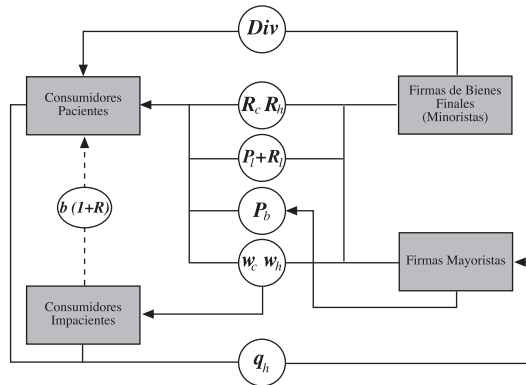 Div
Consumidores
Pacientes
R_c R_h
Firmas de Bienes
Finales
(Minoristas)
P_l+R_l
b (1+R)
P_b
w_c w_h
Firmas Mayoristas
Consumidores
Impacientes
q_h